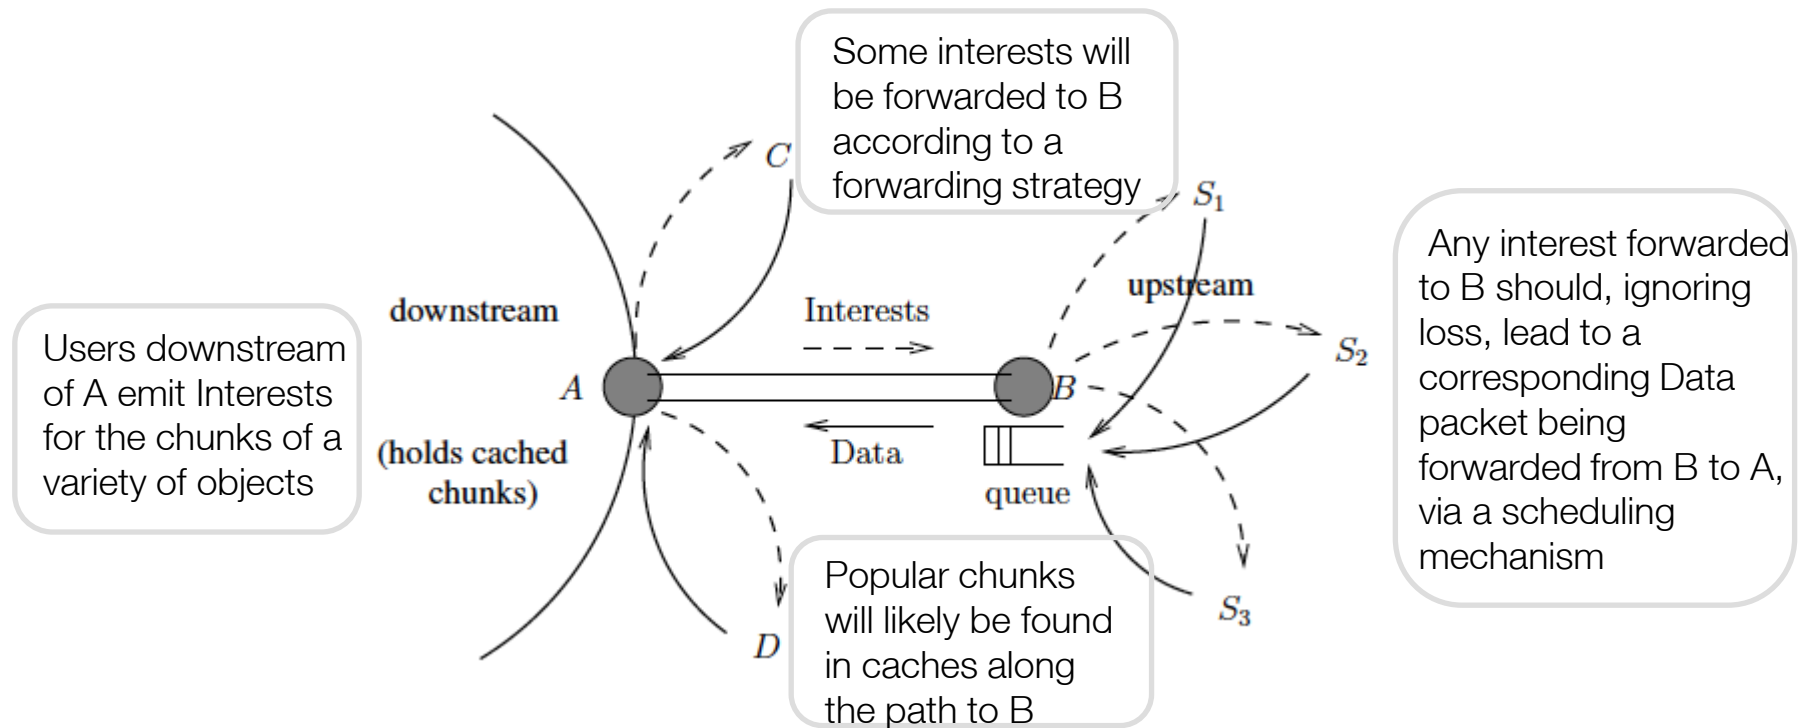 Some interests will
be forwarded to B
according to a
forwarding strategy
C
S1
Any interest forwarded
to B should, ignoring
loss, lead to a
corresponding Data
packet being
forwarded from B to A,
via a scheduling
mechanism
upstream
downstream
Interests
Users downstream
of A emit Interests
for the chunks of a
variety of objects
S2
A
B
(holds cached
chunks)
Data
queue
Popular chunks
will likely be found
in caches along
the path to B
S3
D